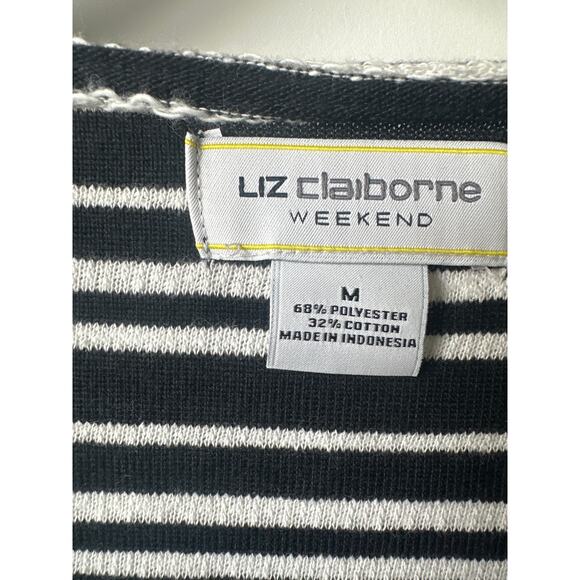 LIZ claiborne
WEEKEND
M
68% POLYESTER
32% COTTON
MADE IN INDONESIA